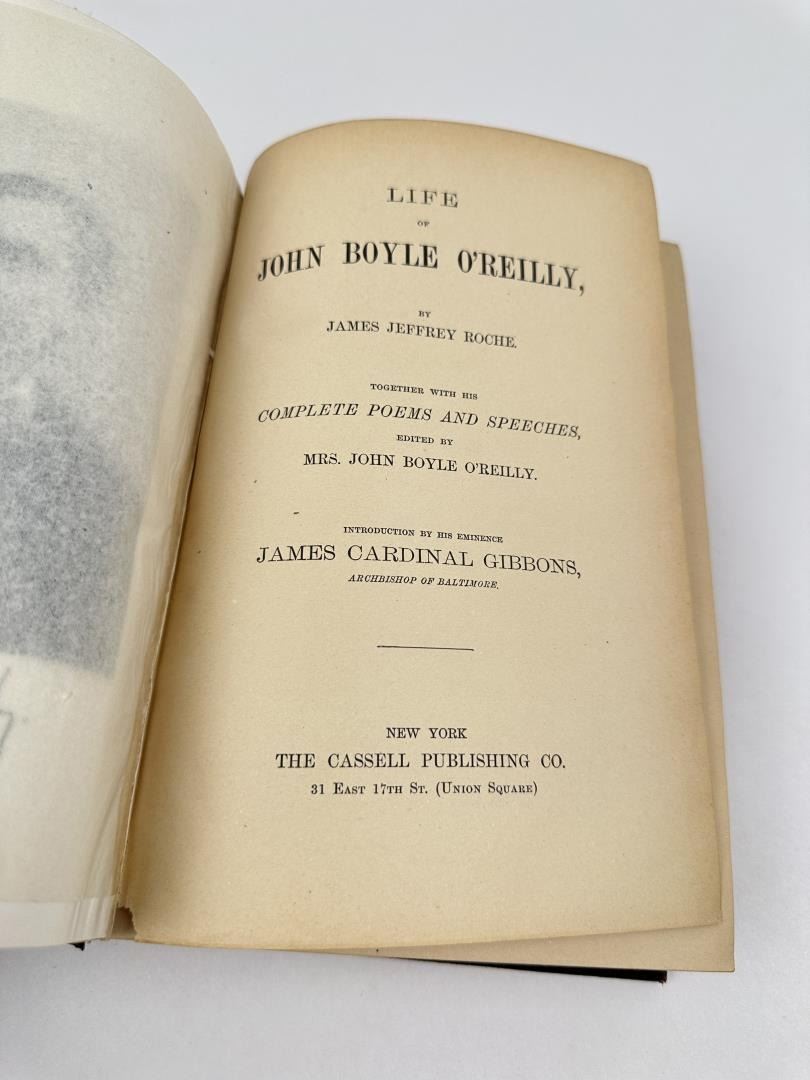 LIFE
OF
JOHN BOYLE O'REILLY,
BY
JAMES JEFFREY ROCHE.
TOGETHER WITH HIS
COMPLETE POEMS AND SPEECHES,
EDITED BY
MRS. JOHN BOYLE O'REILLY.
INTRODUCTION BY HIS EMINENCE
JAMES CARDINAL GIBBONS,
ARCHBISHOP OF BALTIMORE.
NEW YORK
THE CASSELL PUBLISHING CO.
31 EAST 17TH ST. (UNION SQUARE)